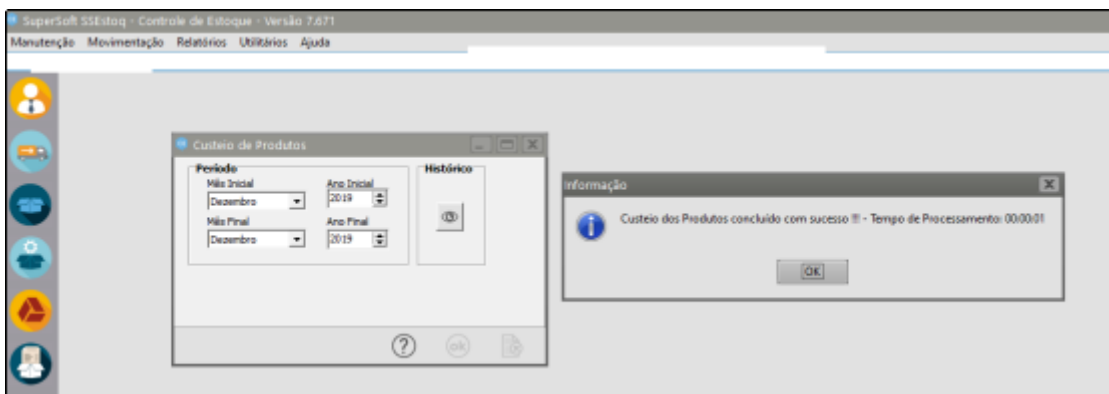 SuperSoft SSEstoq - Controle de Estoque - Versão 7.671
Manutenção Movimentação Relatórios Utilitários Ajuda
Custeio de Produtos
Período
Histórico
Mês Inicial
Ano Inicial
Dezembro
2019
Mês Final
Ano Final
Dezembro
2019
?
ok
Informação
Custeio dos Produtos concluído com sucesso !!! - Tempo de Processamento: 00:00:01
OK